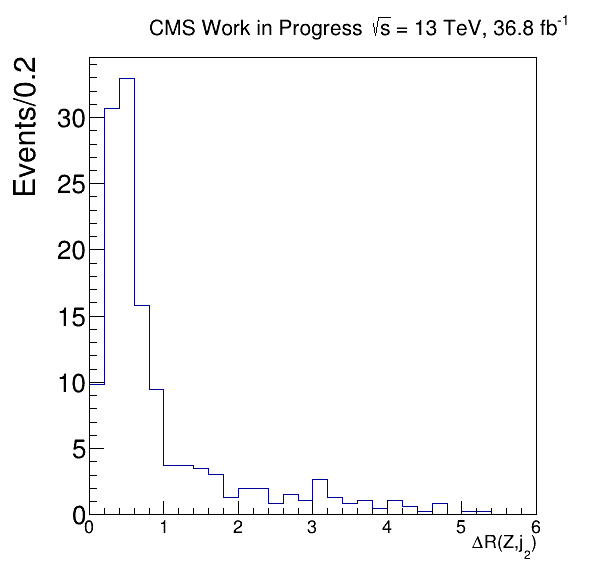 CMS Work in Progress √s = 13 TeV, 36.8 fb⁻¹
Events/0.2
30
25
20
15
10
5
0
0 1 2 3 4 5 6
ΔR(Z,j₂)